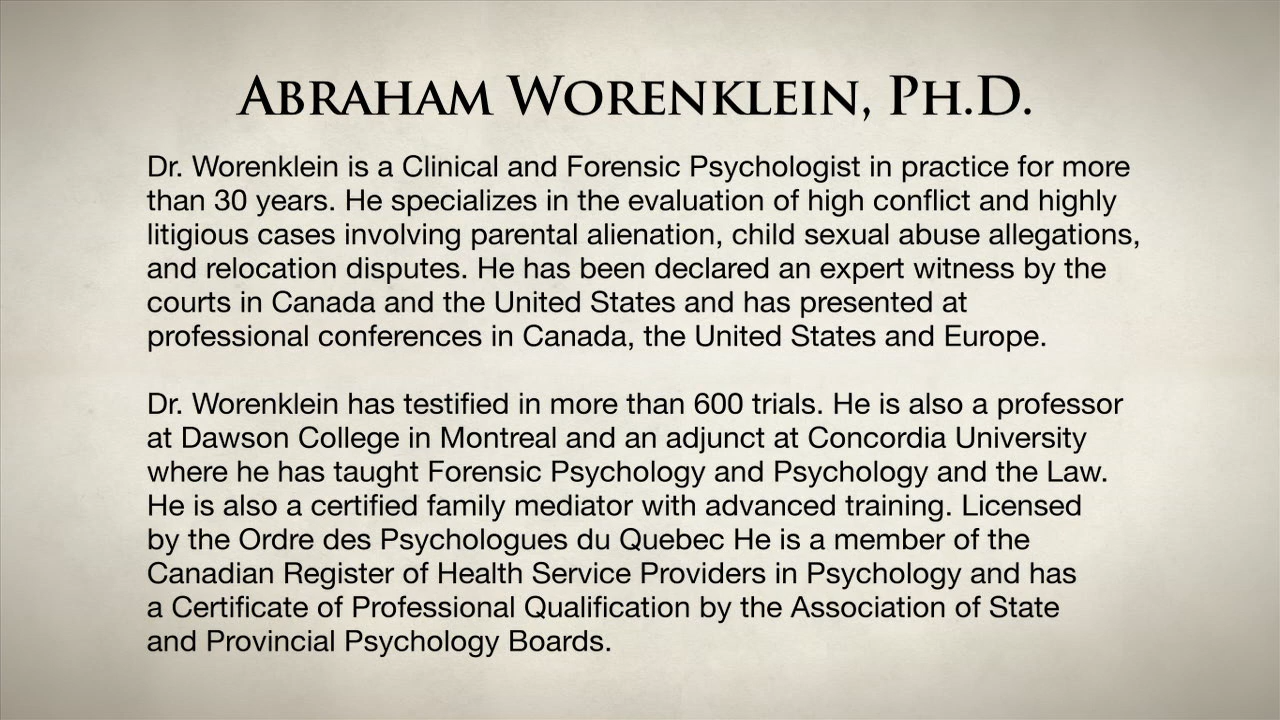 ABRAHAM WORENKLEIN, PH.D.
Dr. Worenklein is a Clinical and Forensic Psychologist in practice for more
than 30 years. He specializes in the evaluation of high conflict and highly
litigious cases involving parental alienation, child sexual abuse allegations,
and relocation disputes. He has been declared an expert witness by the
courts in Canada and the United States and has presented at
professional conferences in Canada, the United States and Europe.
Dr. Worenklein has testified in more than 600 trials. He is also a professor
at Dawson College in Montreal and an adjunct at Concordia University
where he has taught Forensic Psychology and Psychology and the Law.
He is also a certified family mediator with advanced training. Licensed
by the Ordre des Psychologues du Quebec He is a member of the
Canadian Register of Health Service Providers in Psychology and has
a Certificate of Professional Qualification by the Association of State
and Provincial Psychology Boards.